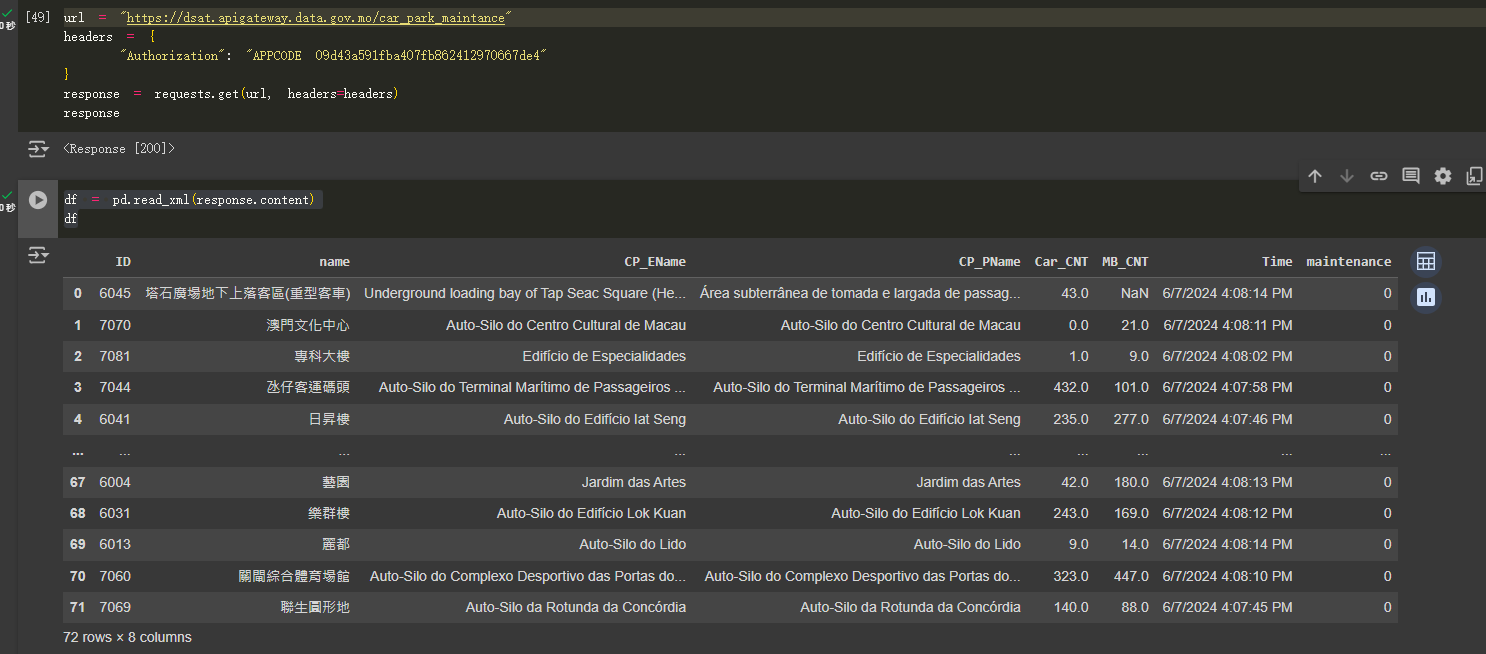 [49] url = "https://dsat.apigateway.data.gov.mo/car_park_maintance"
0秒
headers = {
"Authorization": "APPCODE 09d43a591fba407fb862412970667de4"
}
response = requests.get(url, headers=headers)
response
<Response [200]>
df = pd.read_xml(response.content)
0秒
df
ID name CP_EName CP_PName Car_CNT MB_CNT Time maintenance
0 6045 塔石廣場地下上落客區(重型客車) Underground loading bay of Tap Seac Square (He... Área subterrânea de tomada e largada de passag... 43.0 NaN 6/7/2024 4:08:14 PM 0
1 7070 澳門文化中心 Auto-Silo do Centro Cultural de Macau Auto-Silo do Centro Cultural de Macau 0.0 21.0 6/7/2024 4:08:11 PM 0
2 7081 專科大樓 Edifício de Especialidades Edifício de Especialidades 1.0 9.0 6/7/2024 4:08:02 PM 0
3 7044 氹仔客運碼頭 Auto-Silo do Terminal Marítimo de Passageiros ... Auto-Silo do Terminal Marítimo de Passageiros ... 432.0 101.0 6/7/2024 4:07:58 PM 0
4 6041 日昇樓 Auto-Silo do Edifício Iat Seng Auto-Silo do Edifício Iat Seng 235.0 277.0 6/7/2024 4:07:46 PM 0
... ... ... ... ... ... ... ... ...
67 6004 藝園 Jardim das Artes Jardim das Artes 42.0 180.0 6/7/2024 4:08:13 PM 0
68 6031 樂群樓 Auto-Silo do Edifício Lok Kuan Auto-Silo do Edifício Lok Kuan 243.0 169.0 6/7/2024 4:08:12 PM 0
69 6013 麗都 Auto-Silo do Lido Auto-Silo do Lido 9.0 14.0 6/7/2024 4:08:14 PM 0
70 7060 關閘綜合體育場館 Auto-Silo do Complexo Desportivo das Portas do... Auto-Silo do Complexo Desportivo das Portas do... 323.0 447.0 6/7/2024 4:08:10 PM 0
71 7069 聯生圓形地 Auto-Silo da Rotunda da Concórdia Auto-Silo da Rotunda da Concórdia 140.0 88.0 6/7/2024 4:07:45 PM 0
72 rows × 8 columns